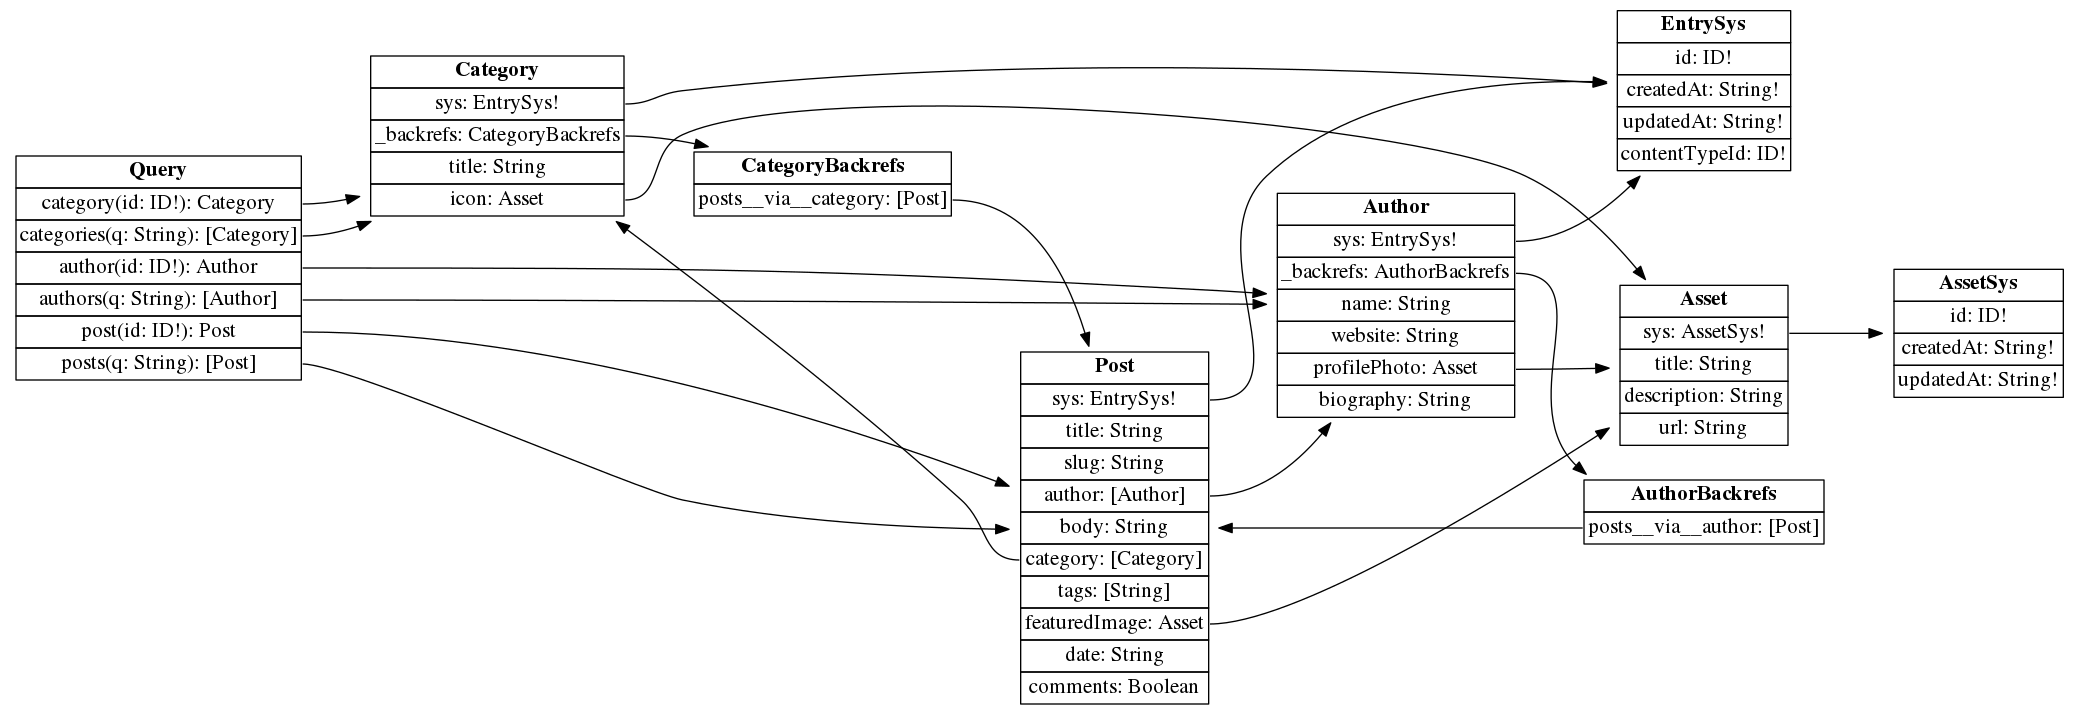 Query
category(id: ID!): Category
categories(q: String): [Category]
author(id: ID!): Author
authors(q: String): [Author]
post(id: ID!): Post
posts(q: String): [Post]
Category
sys: EntrySys!
_backrefs: CategoryBackrefs
title: String
icon: Asset
CategoryBackrefs
posts__via__category: [Post]
Post
sys: EntrySys!
title: String
slug: String
author: [Author]
body: String
category: [Category]
tags: [String]
featuredImage: Asset
date: String
comments: Boolean
Author
sys: EntrySys!
_backrefs: AuthorBackrefs
name: String
website: String
profilePhoto: Asset
biography: String
EntrySys
id: ID!
createdAt: String!
updatedAt: String!
contentTypeId: ID!
Asset
sys: AssetSys!
title: String
description: String
url: String
AuthorBackrefs
posts__via__author: [Post]
AssetSys
id: ID!
createdAt: String!
updatedAt: String!